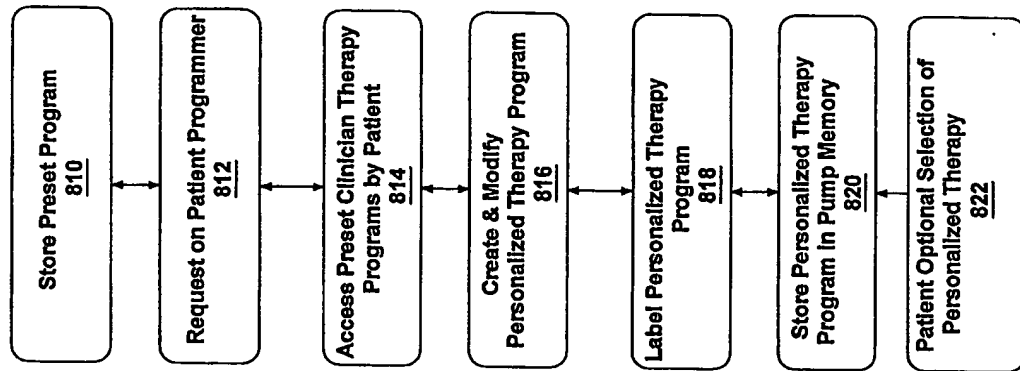 Store Preset Program
810
Request on Patient Programmer
812
Access Preset Clinician Therapy
Programs by Patient
814
Create & Modify
Personalized Therapy Program
816
Label Personalized Therapy
Program
818
Store Personalized Therapy
Program In Pump Memory
820
Patient Optional Selection of
Personalized Therapy
822